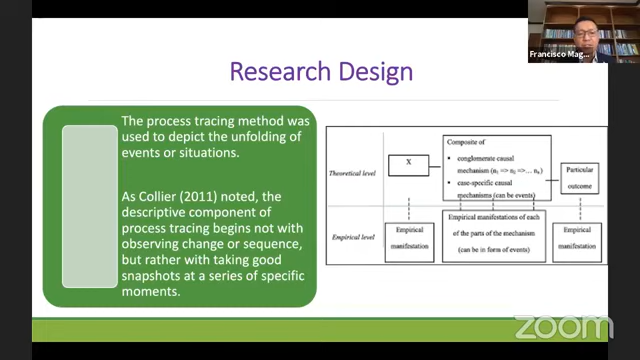 Francisco Mag...
Research Design
The process tracing method was
used to depict the unfolding of
events or situations.
As Collier (2011) noted, the
descriptive component of
process tracing begins not with
observing change or sequence,
but rather with taking good
snapshots at a series of specific
moments.
Theoretical level
X
Composite of
▪ conglomerate causal
mechanism (n₁ => n₂ =>… nₙ)
▪ case-specific causal
mechanisms (can be events)
Particular
outcome
Empirical level
Empirical
manifestation
Empirical manifestations of each
of the parts of the mechanism
(can be in form of events)
Empirical
manifestation
zoom